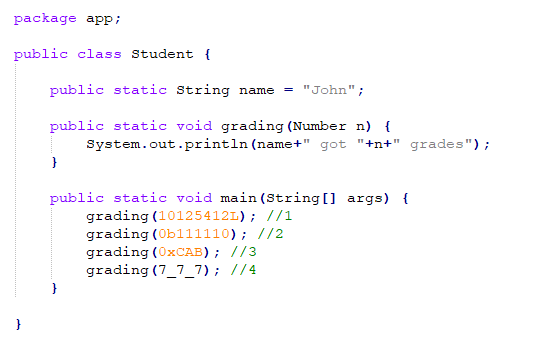 package app;
public class Student {
public static String name = "John";
public static void grading(Number n) {
System.out.println(name+" got "+n+" grades");
}
public static void main(String[] args) {
grading(10125412L); //1
grading(0b111110); //2
grading(0xCAB); //3
grading(7_7_7); //4
}
}